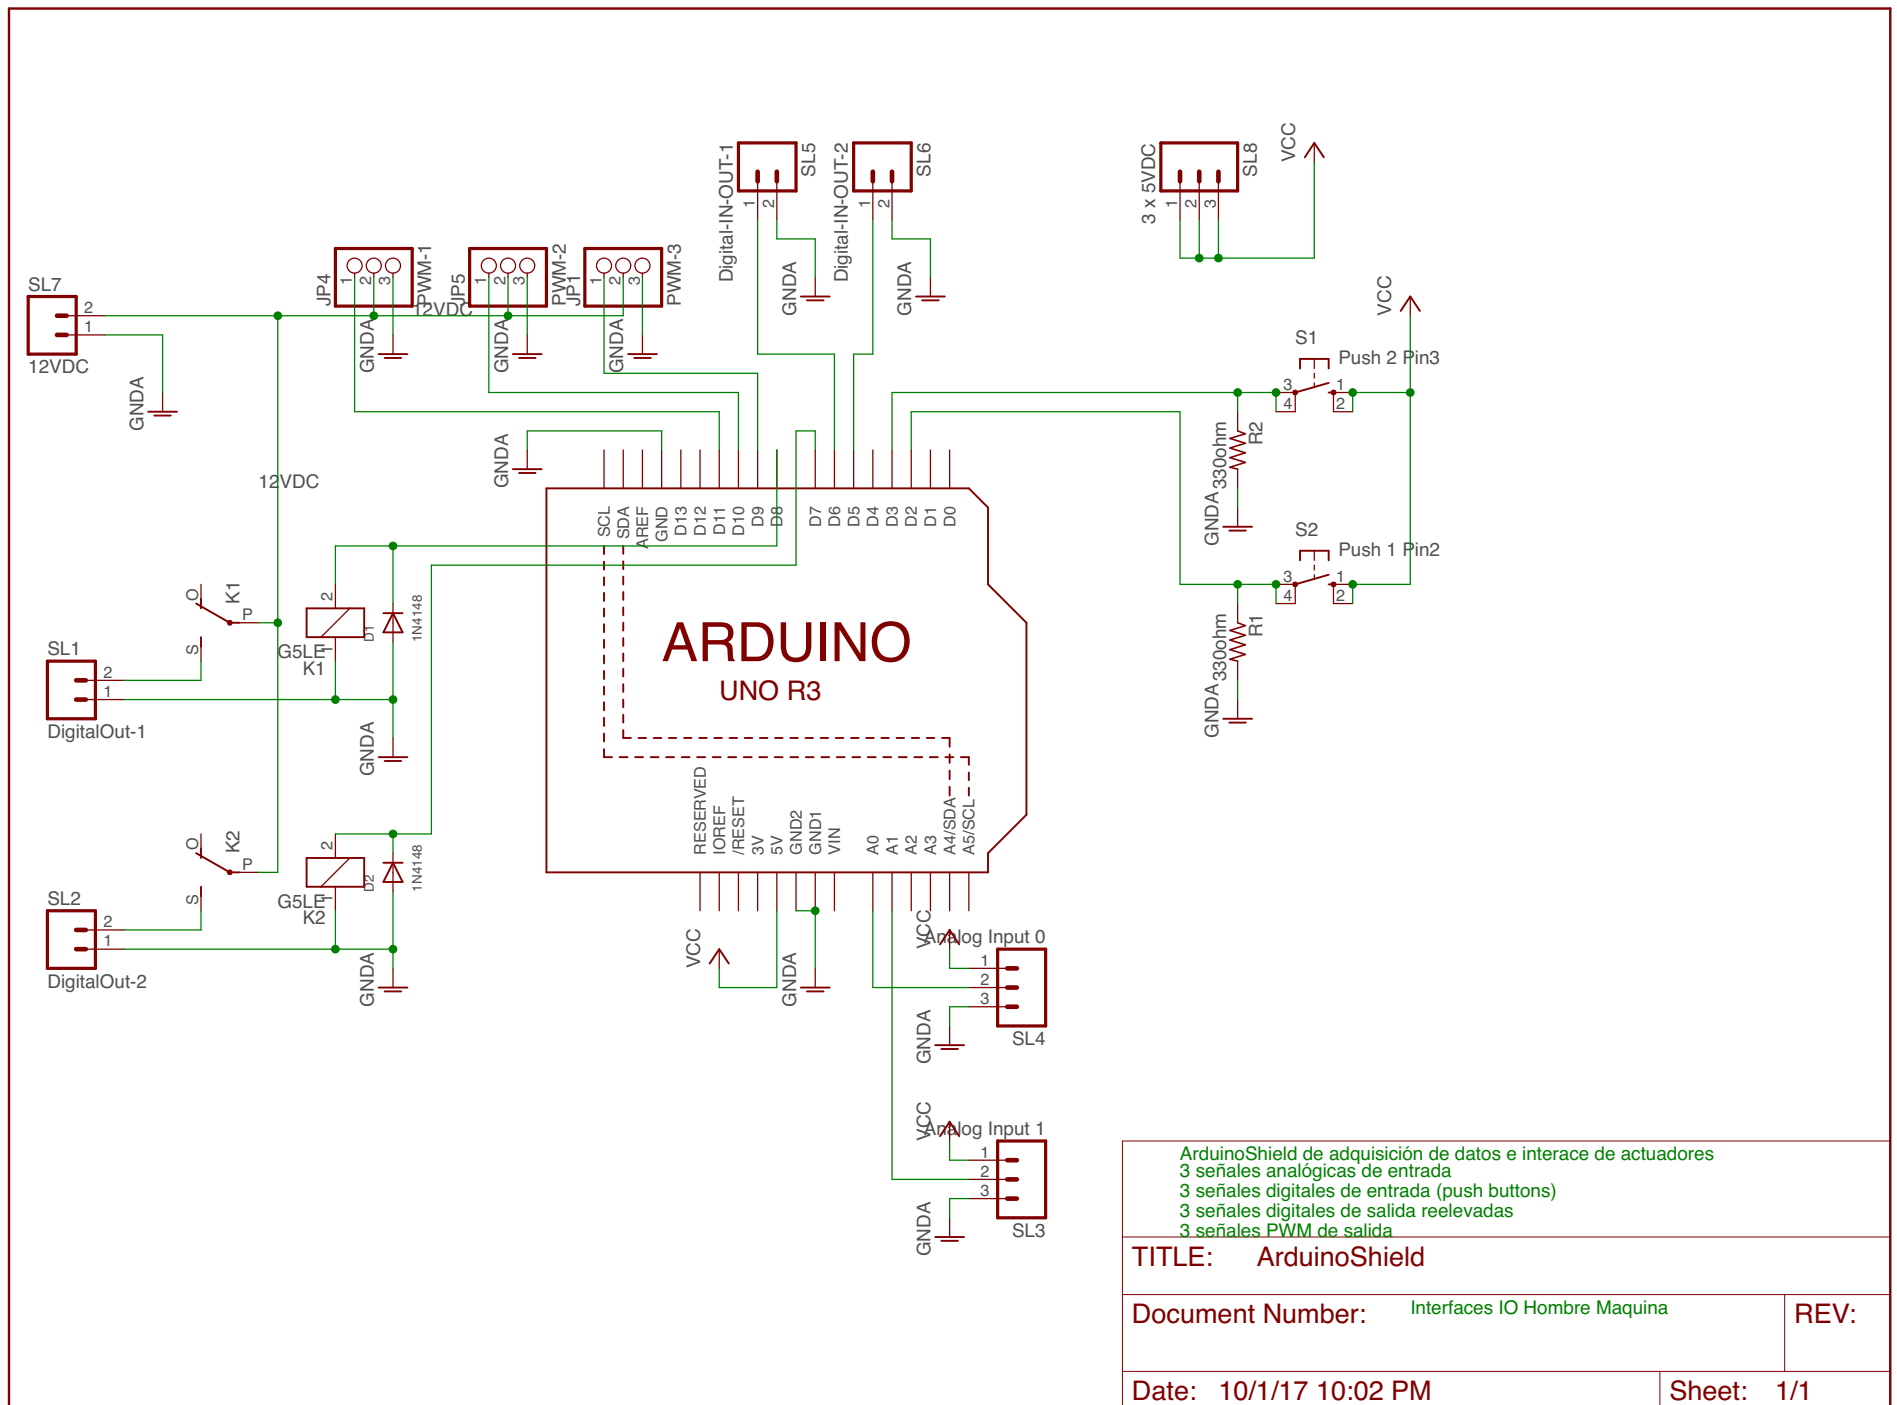 SL7
2
1
12VDC
GNDA
JP4
1
2
3
PWM-1
GNDA
12VDC
JP5
1
2
3
PWM-2
GNDA
JP1
1
2
3
PWM-3
GNDA
Digital-IN-OUT-1
1
2
SL5
GNDA
Digital-IN-OUT-2
1
2
SL6
GNDA
3 x 5VDC
1
2
3
SL8
VCC
VCC
S1
Push 2 Pin3
3
4
1
2
R2
330ohm
GNDA
S2
Push 1 Pin2
3
4
1
2
R1
330ohm
GNDA
12VDC
GNDA
SCL
SDA
AREF
GND
D13
D12
D11
D10
D9
D8
D7
D6
D5
D4
D3
D2
D1
D0
ARDUINO
UNO R3
RESERVED
IOREF
/RESET
3V
5V
GND2
GND1
VIN
A0
A1
A2
A3
A4/SDA
A5/SCL
O
K1
P
S
SL1
2
1
DigitalOut-1
2
1
G5LE
K1
D1
1N4148
GNDA
O
K2
P
S
SL2
2
1
DigitalOut-2
2
1
G5LE
K2
D2
1N4148
GNDA
VCC
GNDA
VCC
Analog Input 0
1
2
3
GNDA
SL4
VCC
Analog Input 1
1
2
3
GNDA
SL3
ArduinoShield de adquisición de datos e interace de actuadores
3 señales analógicas de entrada
3 señales digitales de entrada (push buttons)
3 señales digitales de salida reelevadas
3 señales PWM de salida
TITLE: ArduinoShield
Document Number: Interfaces IO Hombre Maquina
REV:
Date: 10/1/17 10:02 PM
Sheet: 1/1